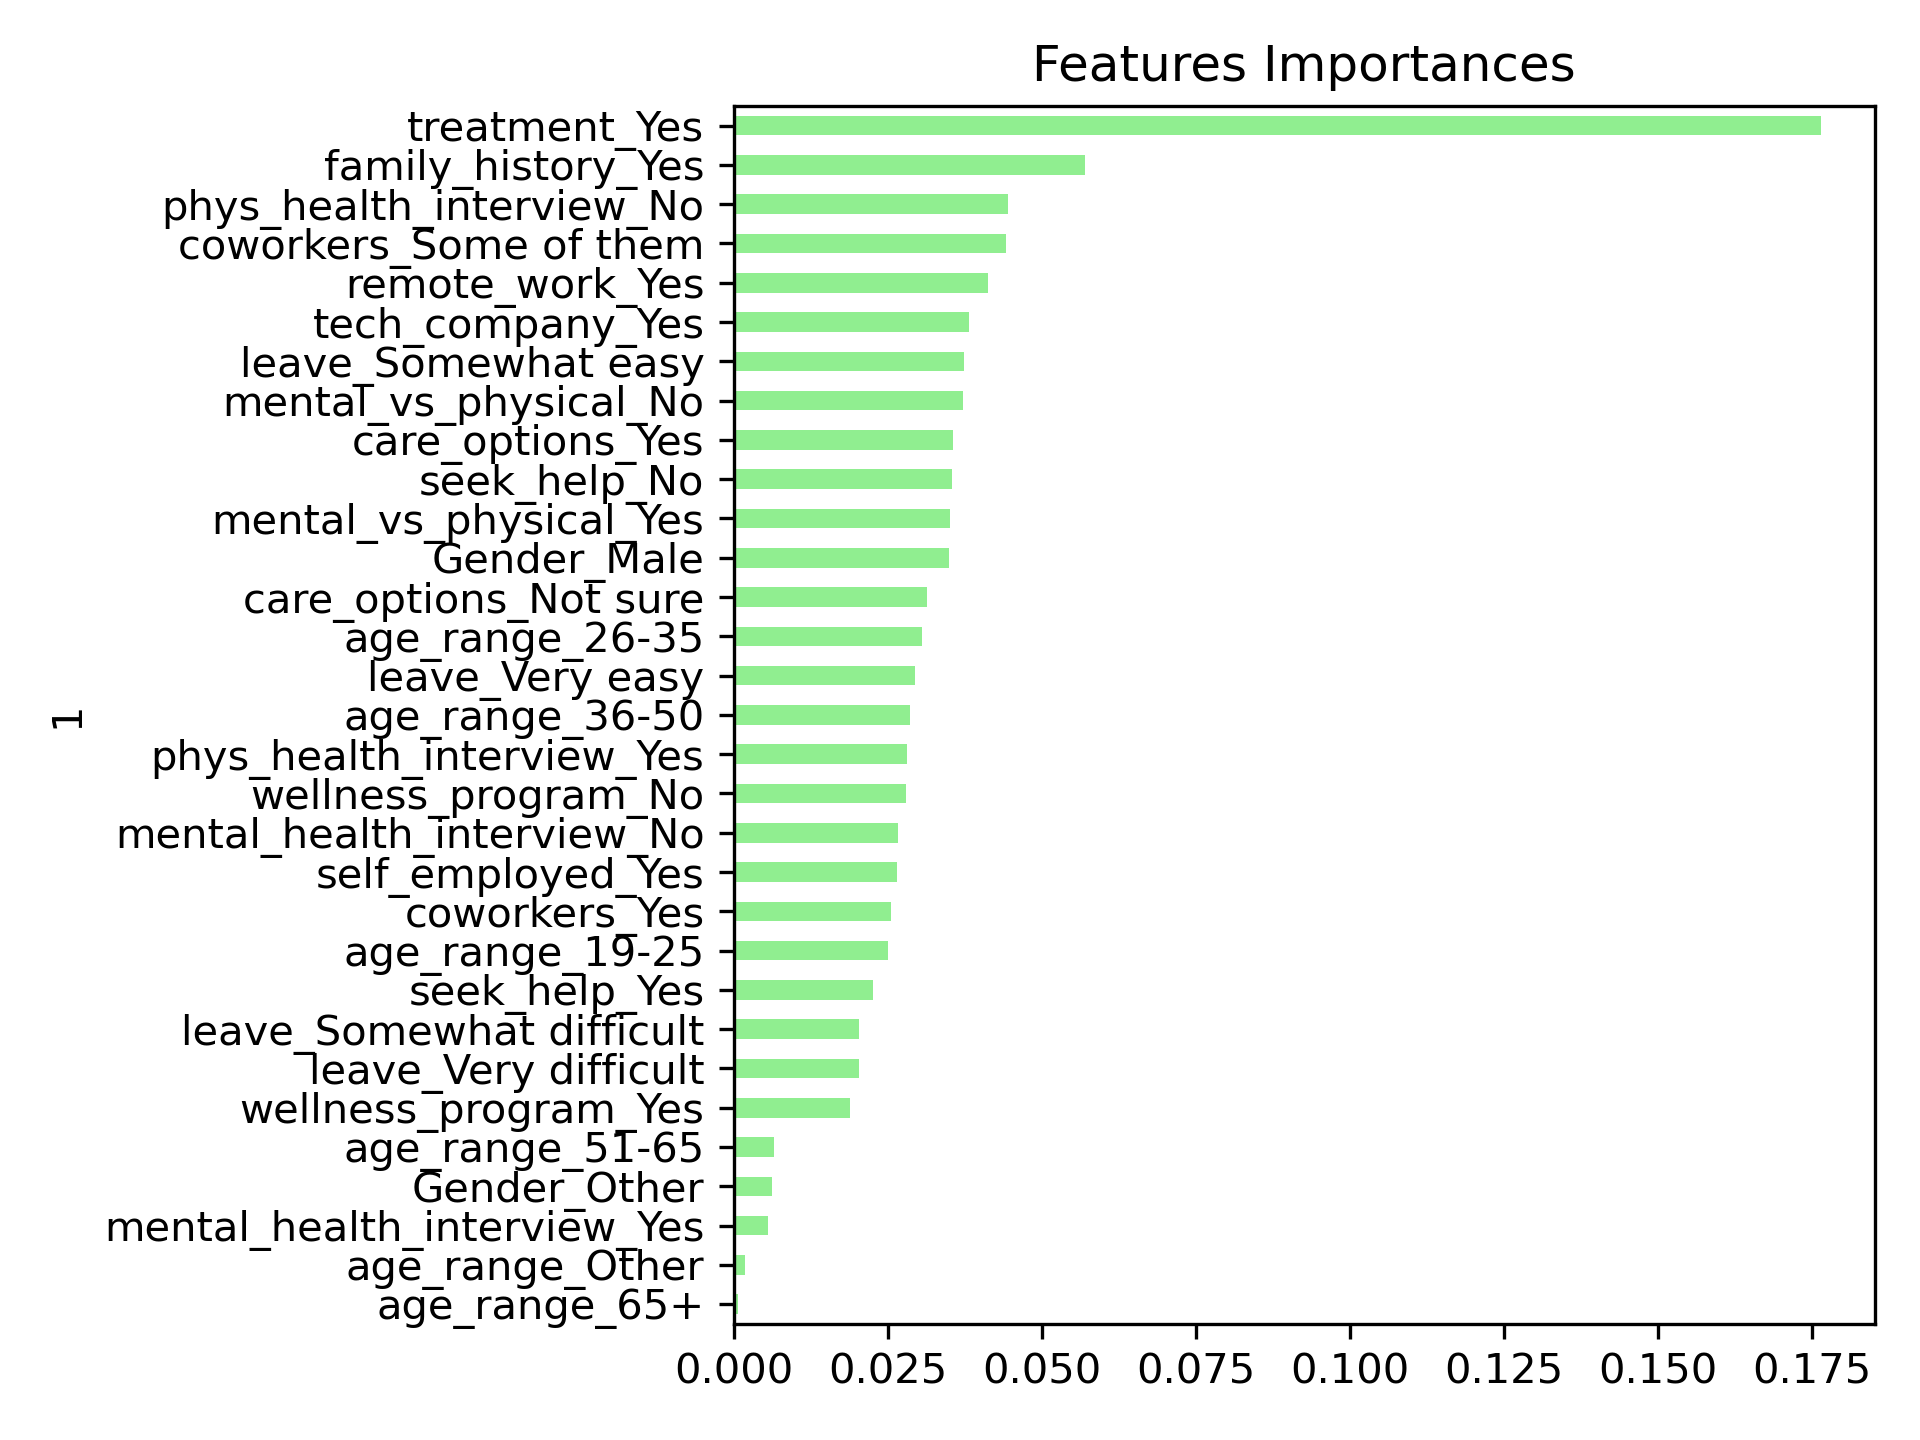 Features Importances
treatment_Yes
family_history_Yes
phys_health_interview_No
coworkers_Some of them
remote_work_Yes
tech_company_Yes
leave_Somewhat easy
mental_vs_physical_No
care_options_Yes
seek_help_No
mental_vs_physical_Yes
Gender_Male
care_options_Not sure
age_range_26-35
leave_Very easy
age_range_36-50
phys_health_interview_Yes
wellness_program_No
mental_health_interview_No
self_employed_Yes
coworkers_Yes
age_range_19-25
seek_help_Yes
leave_Somewhat difficult
leave_Very difficult
wellness_program_Yes
age_range_51-65
Gender_Other
mental_health_interview_Yes
age_range_Other
age_range_65+
1
0.000 0.025 0.050 0.075 0.100 0.125 0.150 0.175